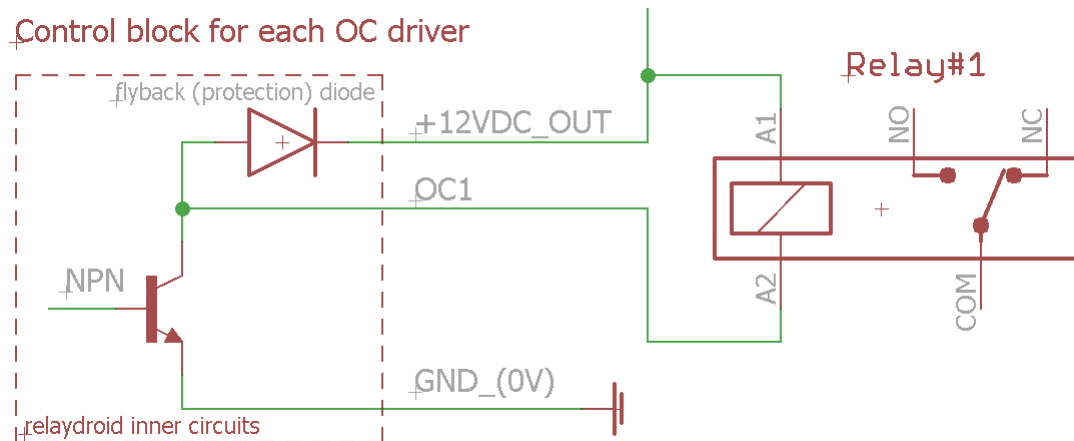 Control block for each OC driver
flyback (protection) diode
+12VDC_OUT
Relay#1
NO
NC
A1
OC1
NPN
A2
COM
GND_(0V)
relaydroid inner circuits